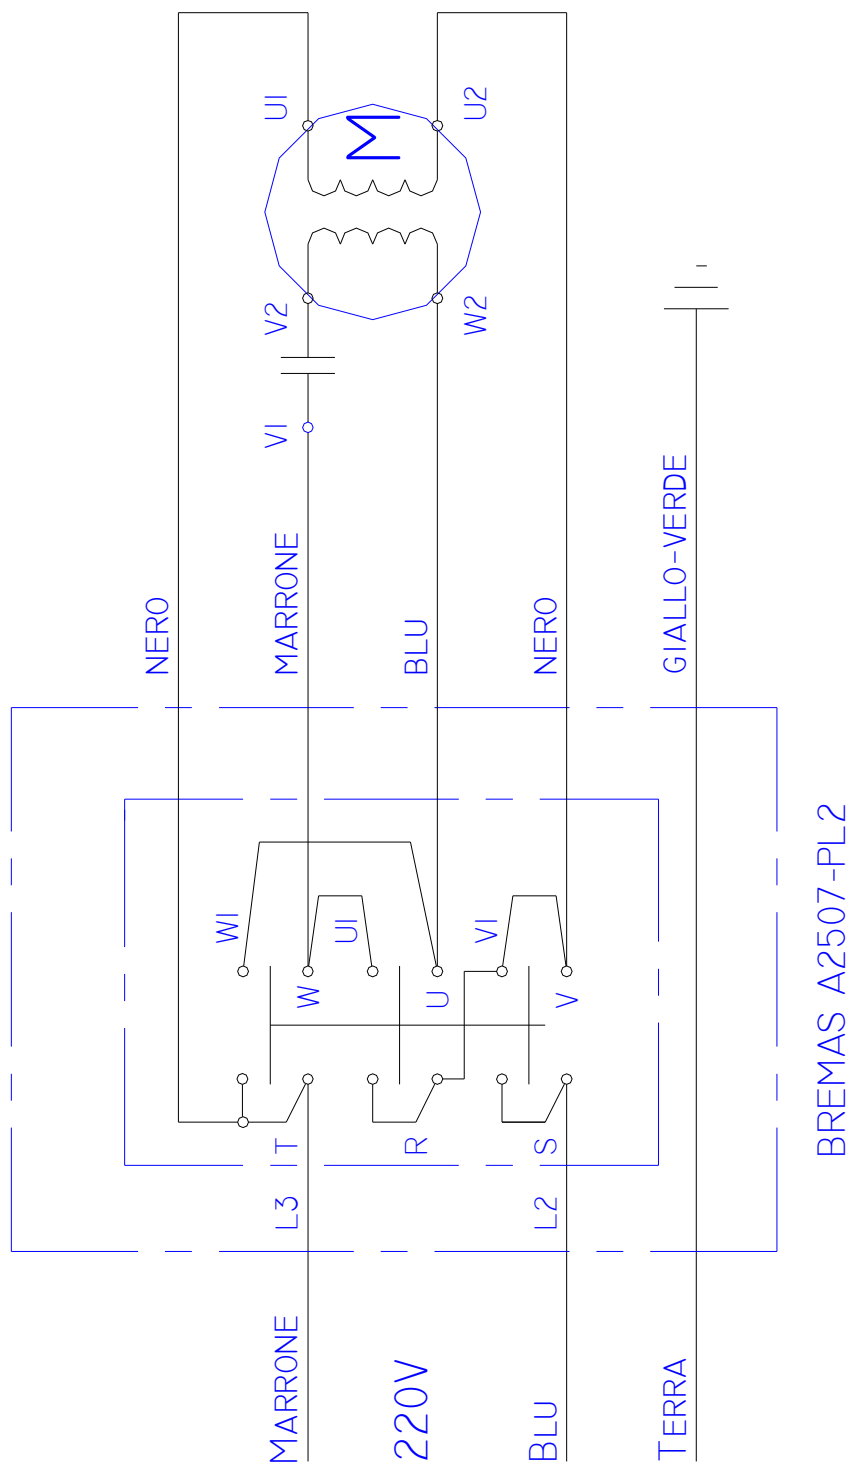 U1
M
U2
V2
W2
V1
NERO
MARRONE
BLU
NERO
GIALLO-VERDE
W1
U1
V1
W
U
V
T
R
S
L3
L2
BREMAS A2507-PL2
MARRONE
220V
BLU
TERRA